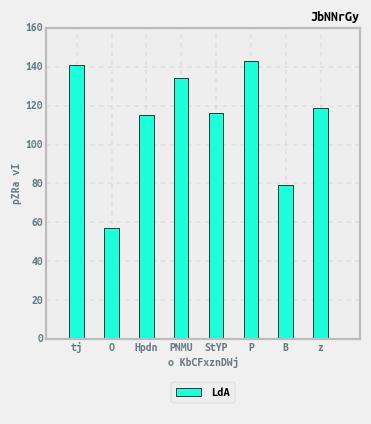 JbNNrGy
160
140
120
100
80
60
40
20
0
pZRa vI
tj O Hpdn PNMU StYP P B z
o KbCFxznDWj
LdA